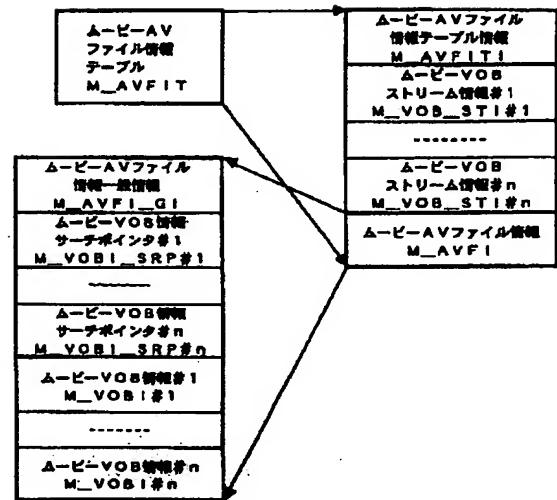 ムービーAV
ファイル情報
テーブル
M_AVFIT
ムービーAVファイル
情報テーブル情報
M_AVFITI
ムービーVOB
ストリーム情報#1
M_VOB_STI#1
--------
ムービーVOB
ストリーム情報#n
M_VOB_STI#n
ムービーAVファイル情報
M_AVFI
ムービーAVファイル
情報一般情報
M_AVFI_GI
ムービーVOB情報
サーチポインタ#1
M_VOBI_SRP#1
-------
ムービーVOB情報
サーチポインタ#n
M_VOBI_SRP#n
ムービーVOB情報#1
M_VOBI#1
-------
ムービーVOB情報#n
M_VOBI#n